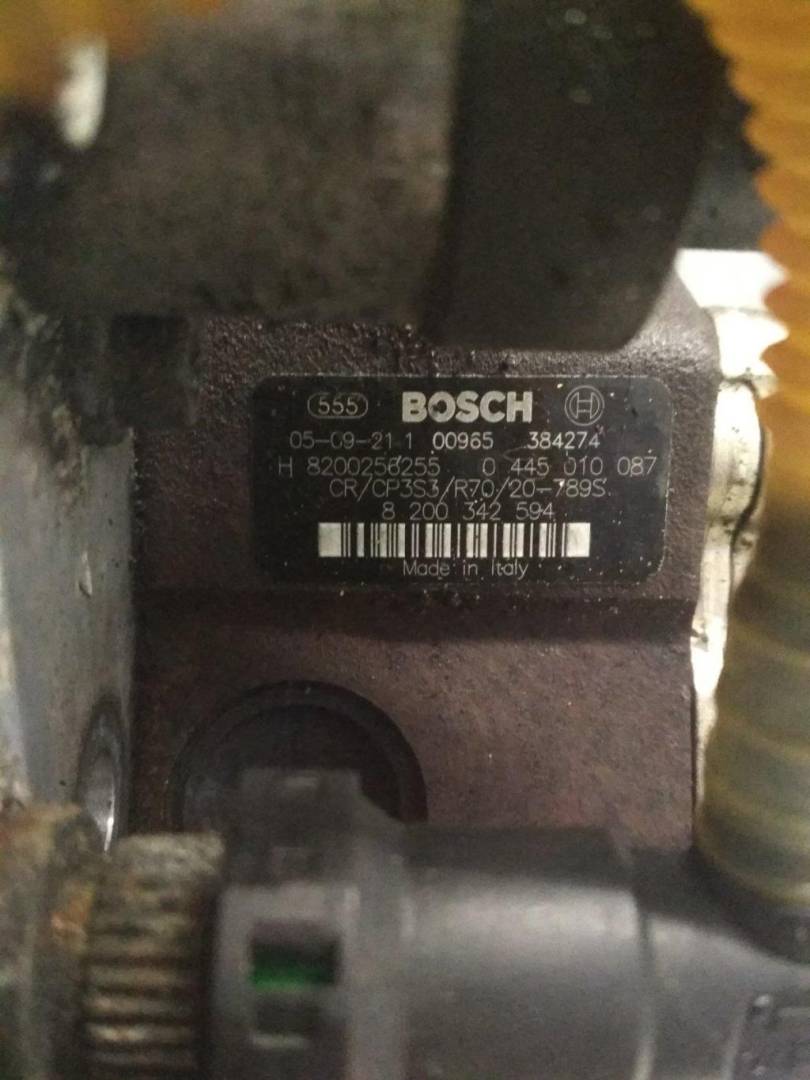 555 BOSCH H
05-09-21 1 00965 384274
H 8200256255 0 445 010 087
CR/CP3S3/R70/20-789S
8 200 342 594
Made in Italy